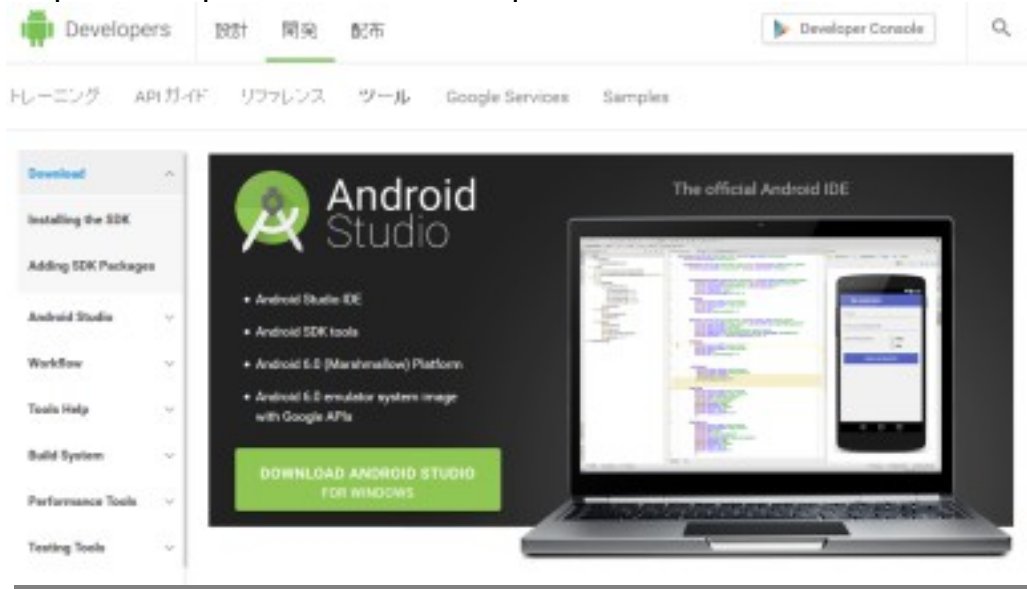 Developers
設計
開発
配布
Developer Console
トレーニング
API ガイド
リファレンス
ツール
Google Services
Samples
Download
Installing the SDK
Adding SDK Packages
Android Studio
Workflow
Tools Help
Build System
Performance Tools
Testing Tools
Android
Studio
The official Android IDE
• Android Studio IDE
• Android SDK tools
• Android 6.0 (Marshmallow) Platform
• Android 6.0 emulator system image
with Google APIs
DOWNLOAD ANDROID STUDIO
FOR WINDOWS